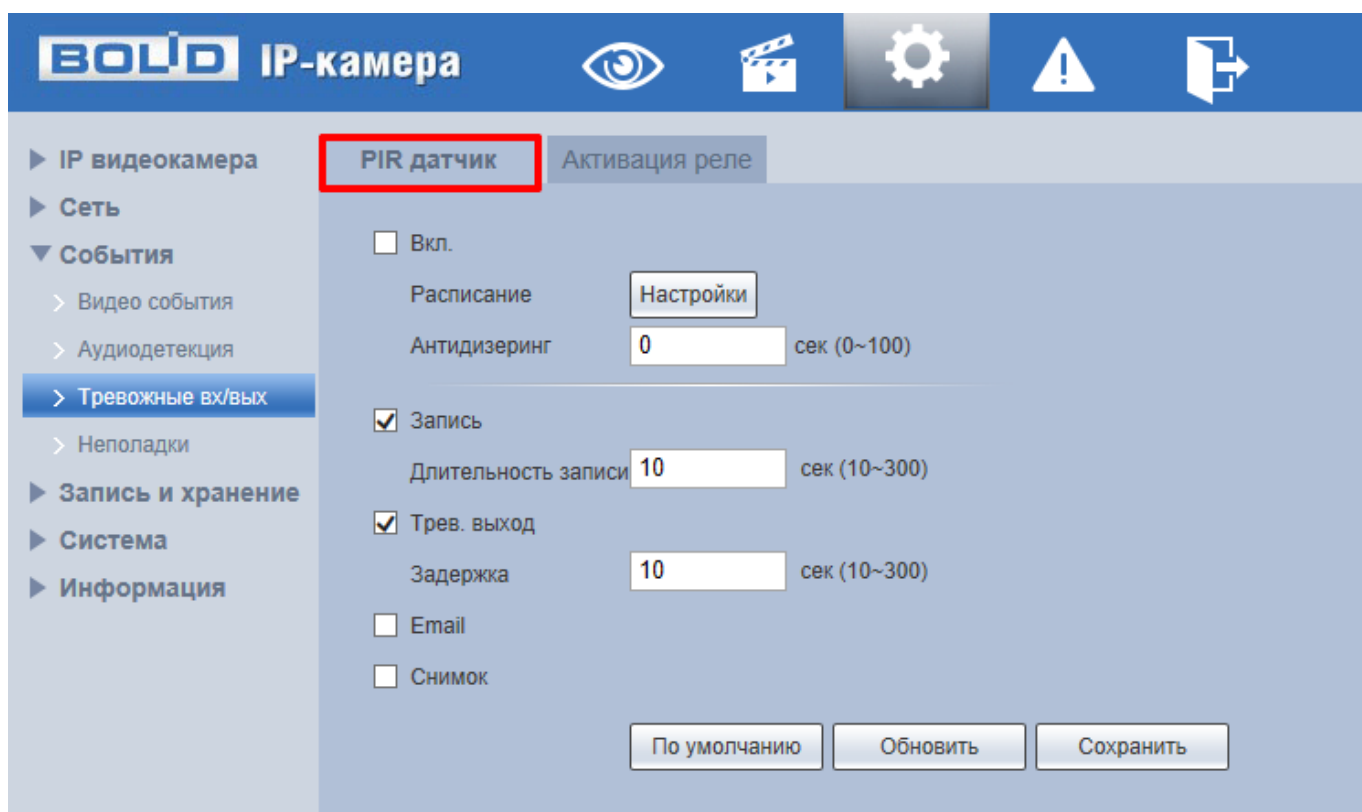 BOLID IP-камера
IP видеокамера
Сеть
События
Видео события
Аудиодетекция
Тревожные вх/вых
Неполадки
Запись и хранение
Система
Информация
PIR датчик
Активация реле
Вкл.
Расписание Настройки
Антидизеринг 0 сек (0~100)
Запись
Длительность записи 10 сек (10~300)
Трев. выход
Задержка 10 сек (10~300)
Email
Снимок
По умолчанию Обновить Сохранить